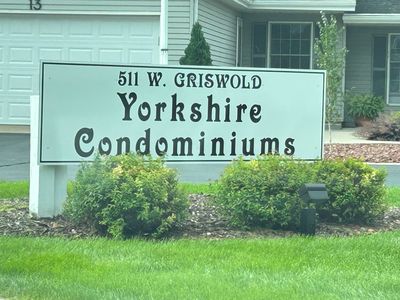 13
511 W. GRISWOLD
Yorkshire
Condominiums